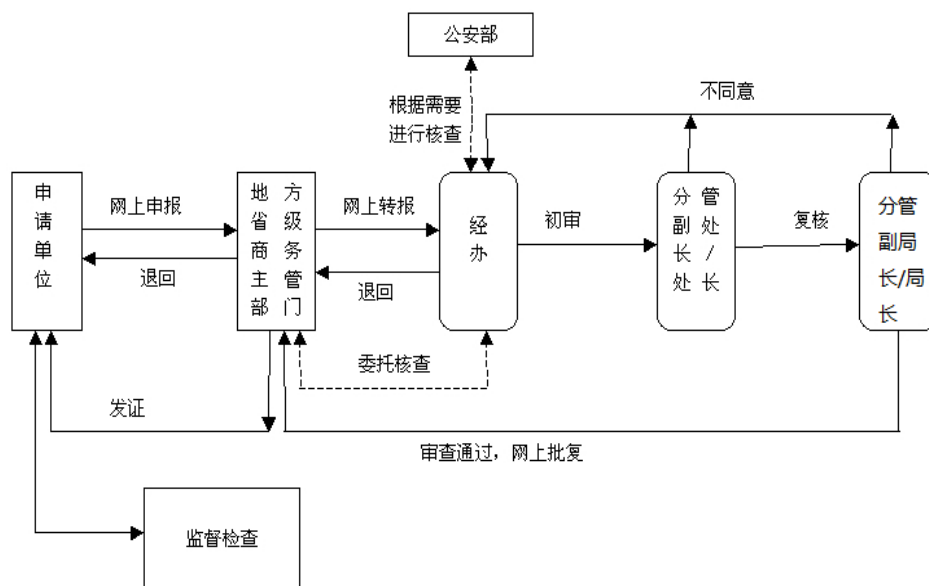 公安部
根据需要
进行核查
不同意
申
请
单
位
网上申报
退回
地 方
省 级
商 务
主 管
部 门
网上转报
退回
经
办
初审
分 管
副 处
长 /
处 长
复核
分管
副局
长/局
长
委托核查
发证
审查通过，网上批复
监督检查